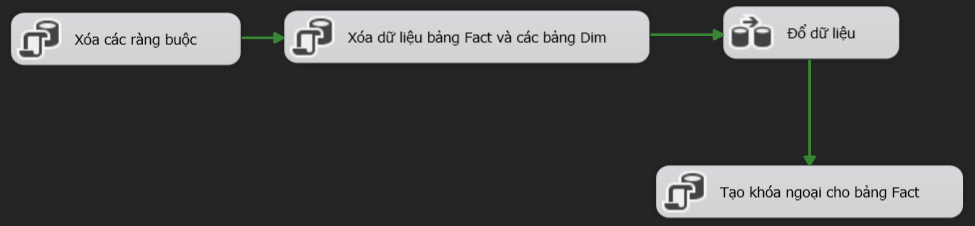 Xóa các ràng buộc
Xóa dữ liệu bảng Fact và các bảng Dim
Đổ dữ liệu
Tạo khóa ngoại cho bảng Fact